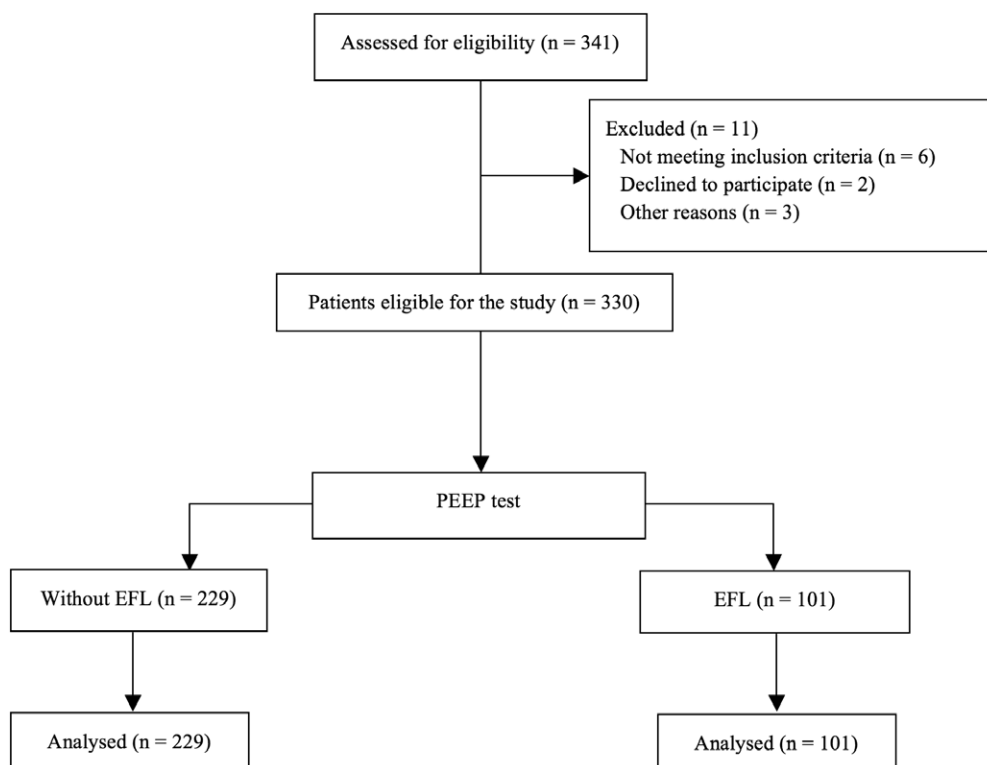 Assessed for eligibility (n = 341)
Excluded (n = 11)
Not meeting inclusion criteria (n = 6)
Declined to participate (n = 2)
Other reasons (n = 3)
Patients eligible for the study (n = 330)
PEEP test
Without EFL (n = 229)
EFL (n = 101)
Analysed (n = 229)
Analysed (n = 101)